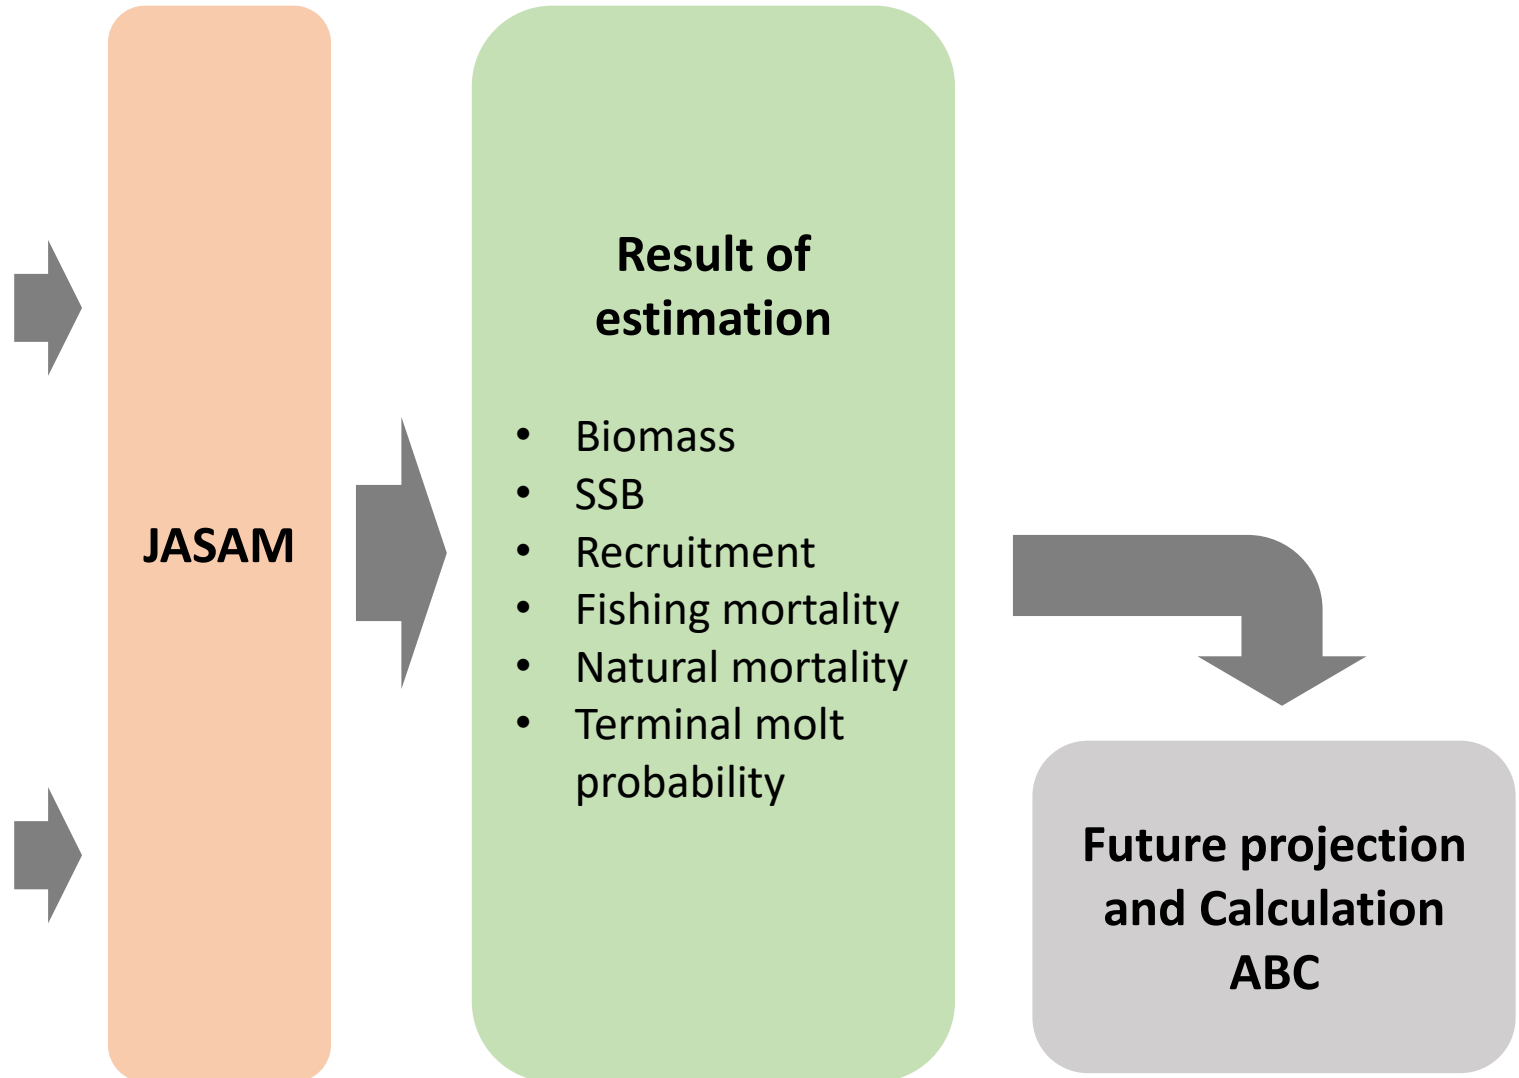 JASAM
Result of
estimation
• Biomass
• SSB
• Recruitment
• Fishing mortality
• Natural mortality
• Terminal molt
probability
Future projection
and Calculation
ABC